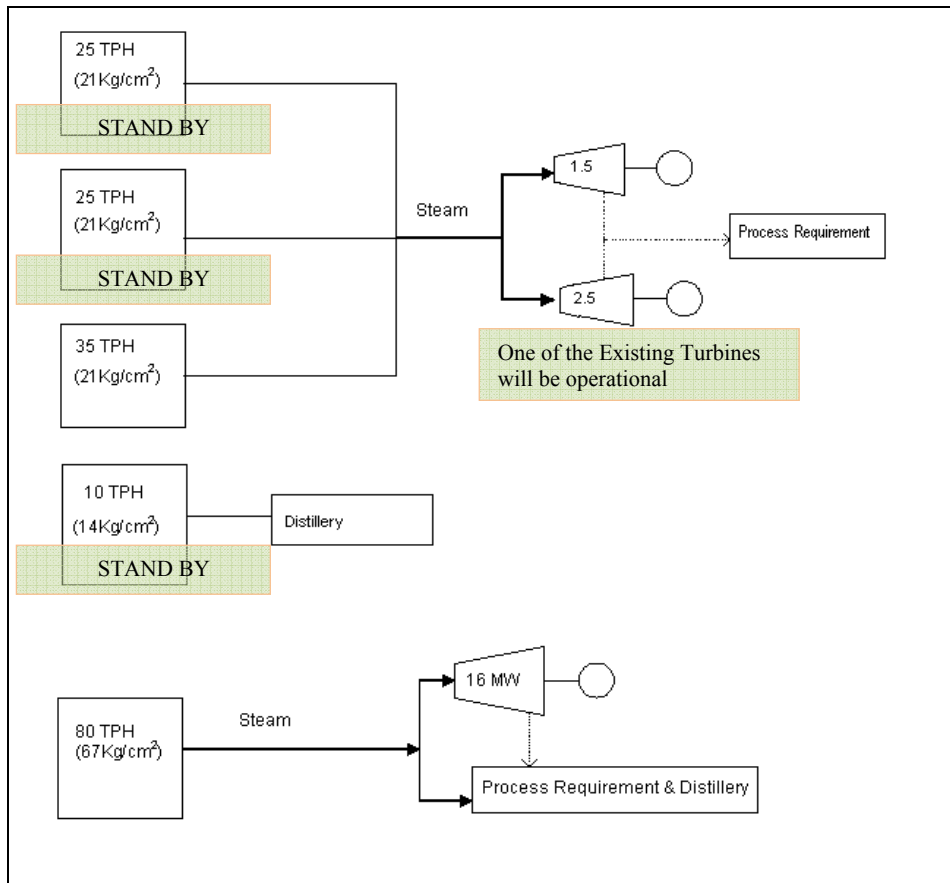 25 TPH
(21Kg/cm²)
STAND BY
25 TPH
(21Kg/cm²)
STAND BY
35 TPH
(21Kg/cm²)
Steam
1.5
2.5
Process Requirement
One of the Existing Turbines
will be operational
10 TPH
(14Kg/cm²)
STAND BY
Distillery
80 TPH
(67Kg/cm²)
Steam
16 MW
Process Requirement & Distillery